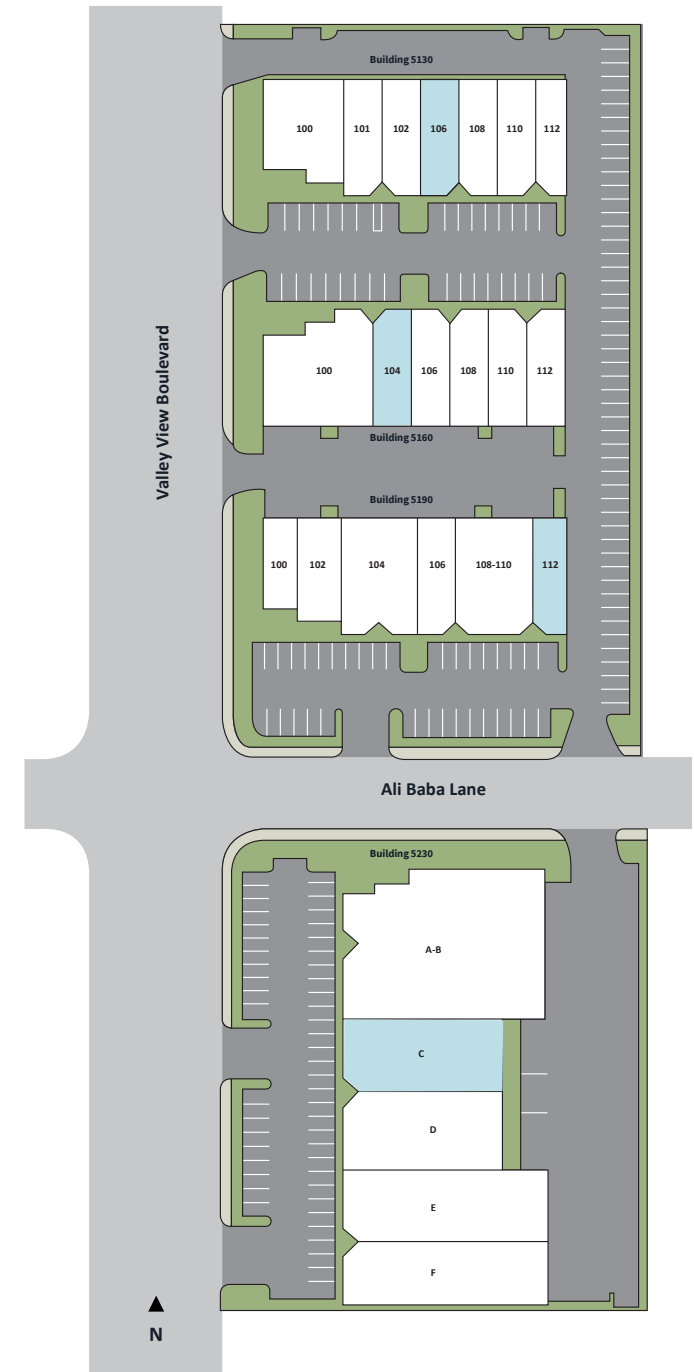 Building 5130
100
101
102
106
108
110
112
Valley View Boulevard
100
104
106
108
110
112
Building 5160
Building 5190
100
102
104
106
108-110
112
Ali Baba Lane
Building 5230
A-B
C
D
E
F
N